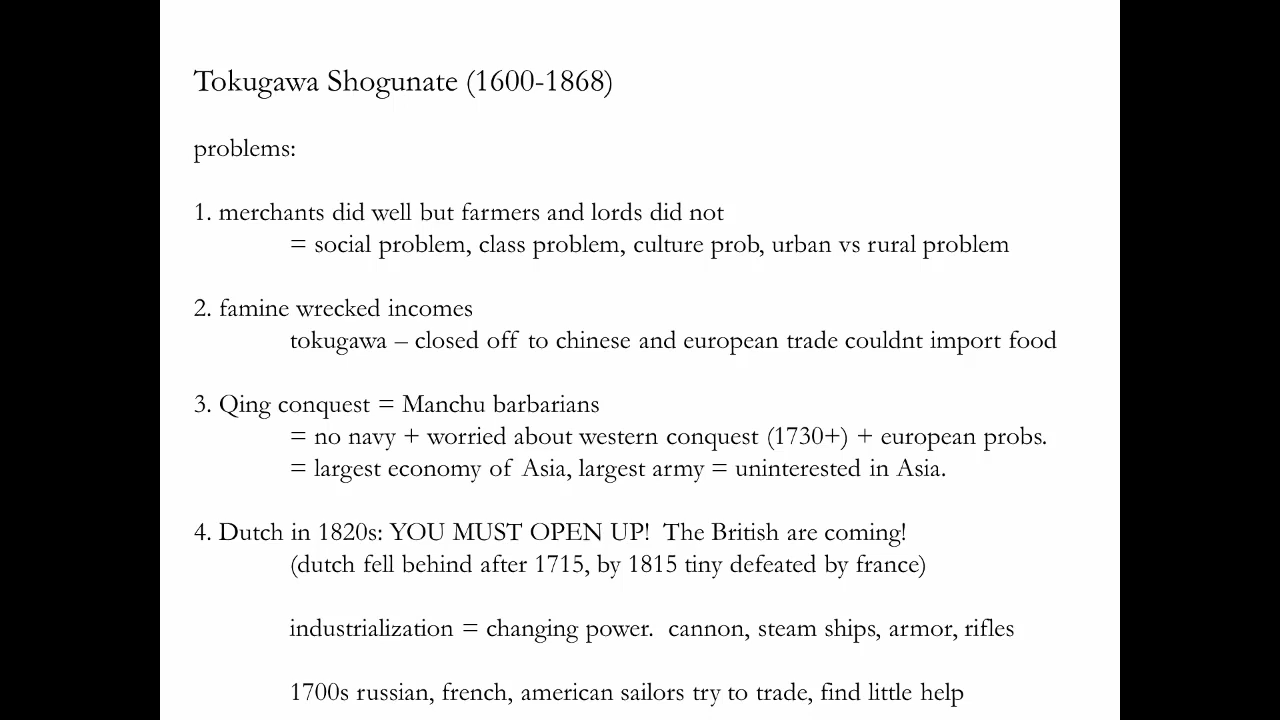 Tokugawa Shogunate (1600-1868)
problems:
1. merchants did well but farmers and lords did not
= social problem, class problem, culture prob, urban vs rural problem
2. famine wrecked incomes
tokugawa – closed off to chinese and european trade couldnt import food
3. Qing conquest = Manchu barbarians
= no navy + worried about western conquest (1730+) + european probs.
= largest economy of Asia, largest army = uninterested in Asia.
4. Dutch in 1820s: YOU MUST OPEN UP! The British are coming!
(dutch fell behind after 1715, by 1815 tiny defeated by france)
industrialization = changing power. cannon, steam ships, armor, rifles
1700s russian, french, american sailors try to trade, find little help